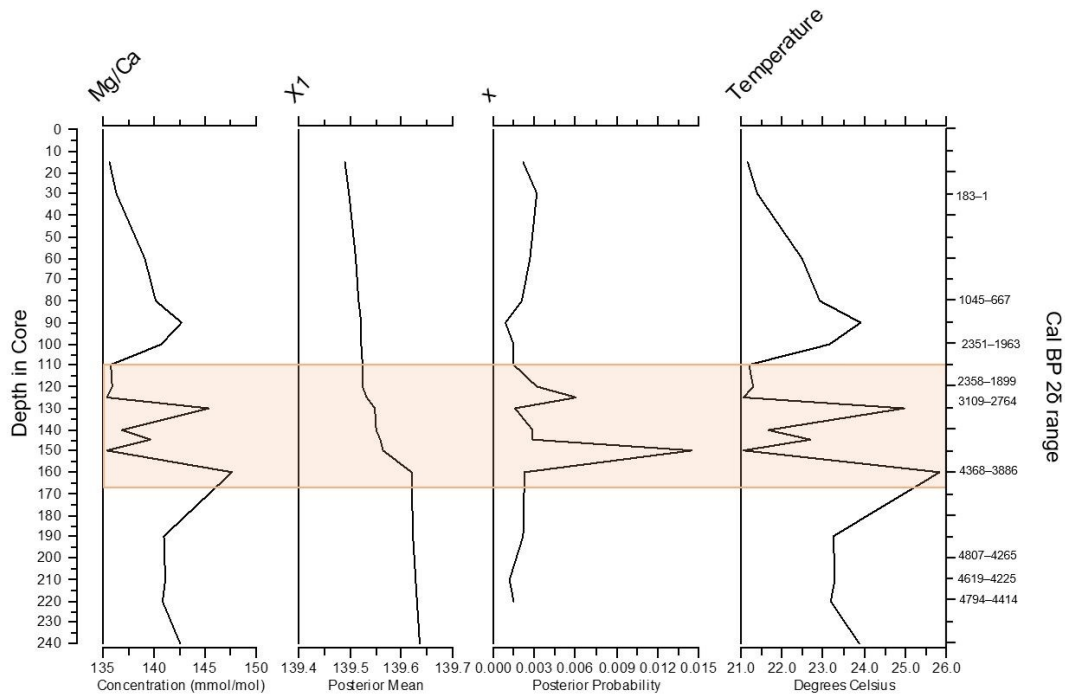 Mg/Ca
X1
x
Temperature
0
10
20
30
40
50
60
70
80
90
100
110
120
130
140
150
160
170
180
190
200
210
220
230
240
Depth in Core
183–1
1045–667
2351–1963
2358–1899
3109–2764
4368–3886
4807–4265
4619–4225
4794–4414
Cal BP 2δ range
135 140 145 150
139.4 139.5 139.6 139.7
0.000 0.003 0.006 0.009 0.012 0.015
21.0 22.0 23.0 24.0 25.0 26.0
Concentration (mmol/mol)
Posterior Mean
Posterior Probability
Degrees Celsius